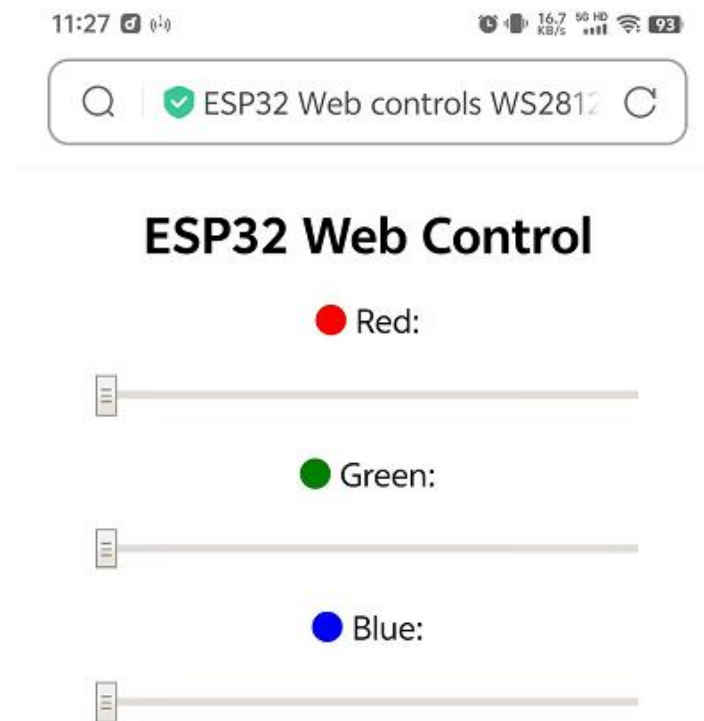 11:27
16.7 KB/s 5G HD 93
ESP32 Web controls WS2812
ESP32 Web Control
Red:
Green:
Blue: